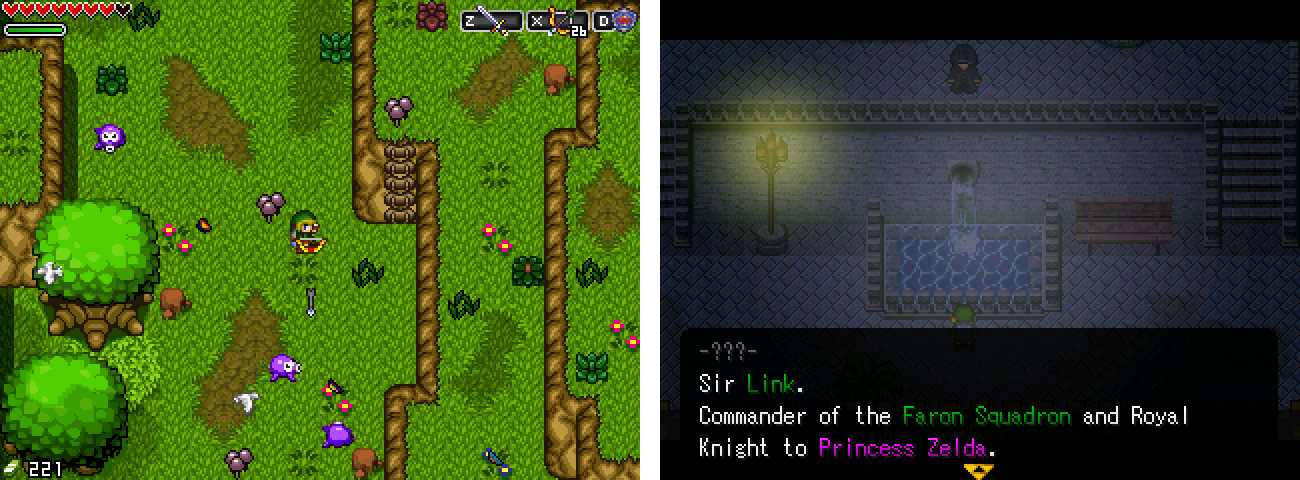 Z
X
26
D
221
-???-
Sir Link.
Commander of the Faron Squadron and Royal
Knight to Princess Zelda.